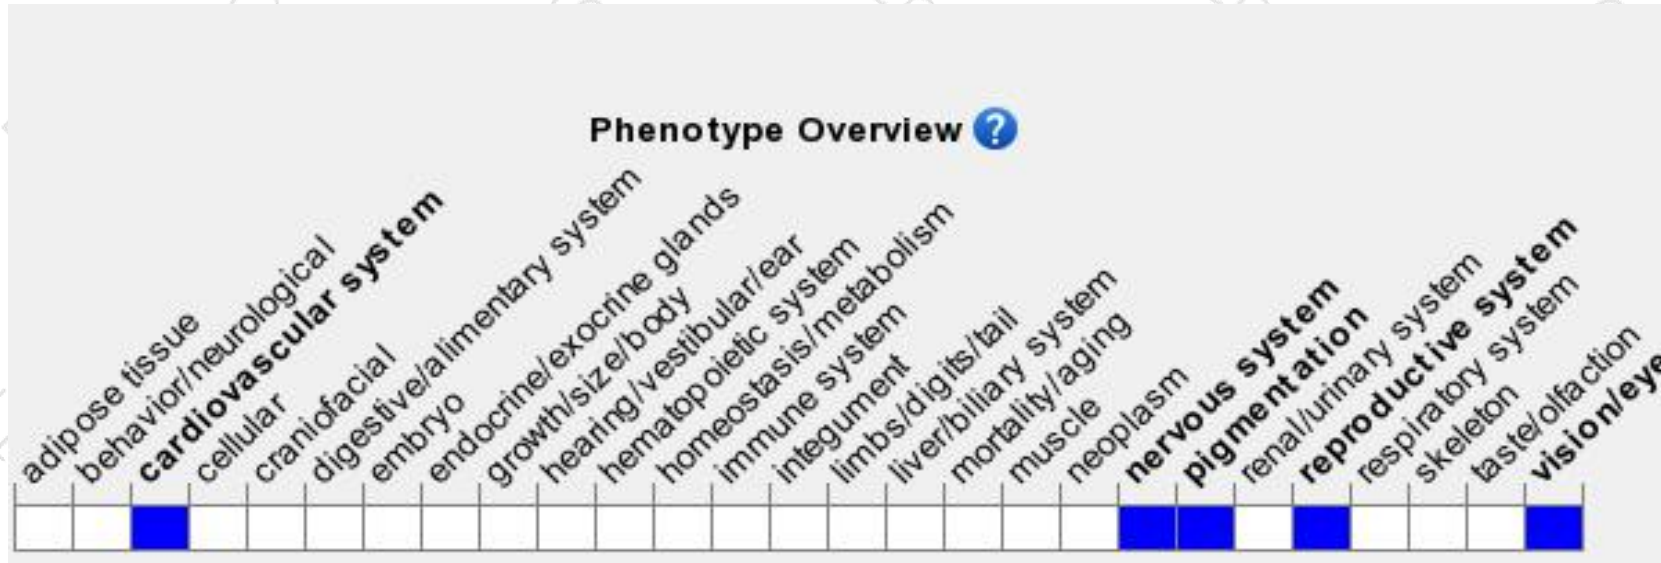 Phenotype Overview ?
adipose tissue
behavior/neurological
cardiovascular system
cellular
craniofacial
digestive/alimentary system
embryo
endocrine/exocrine glands
growth/size/body
hearing/vestibular/ear
hematopoietic system
homeostasis/metabolism
immune system
integument
limbs/digits/tail
liver/biliary system
mortality/aging
muscle
neoplasm
nervous system
pigmentation
renal/urinary system
reproductive system
respiratory system
skeleton
taste/olfaction
vision/eye